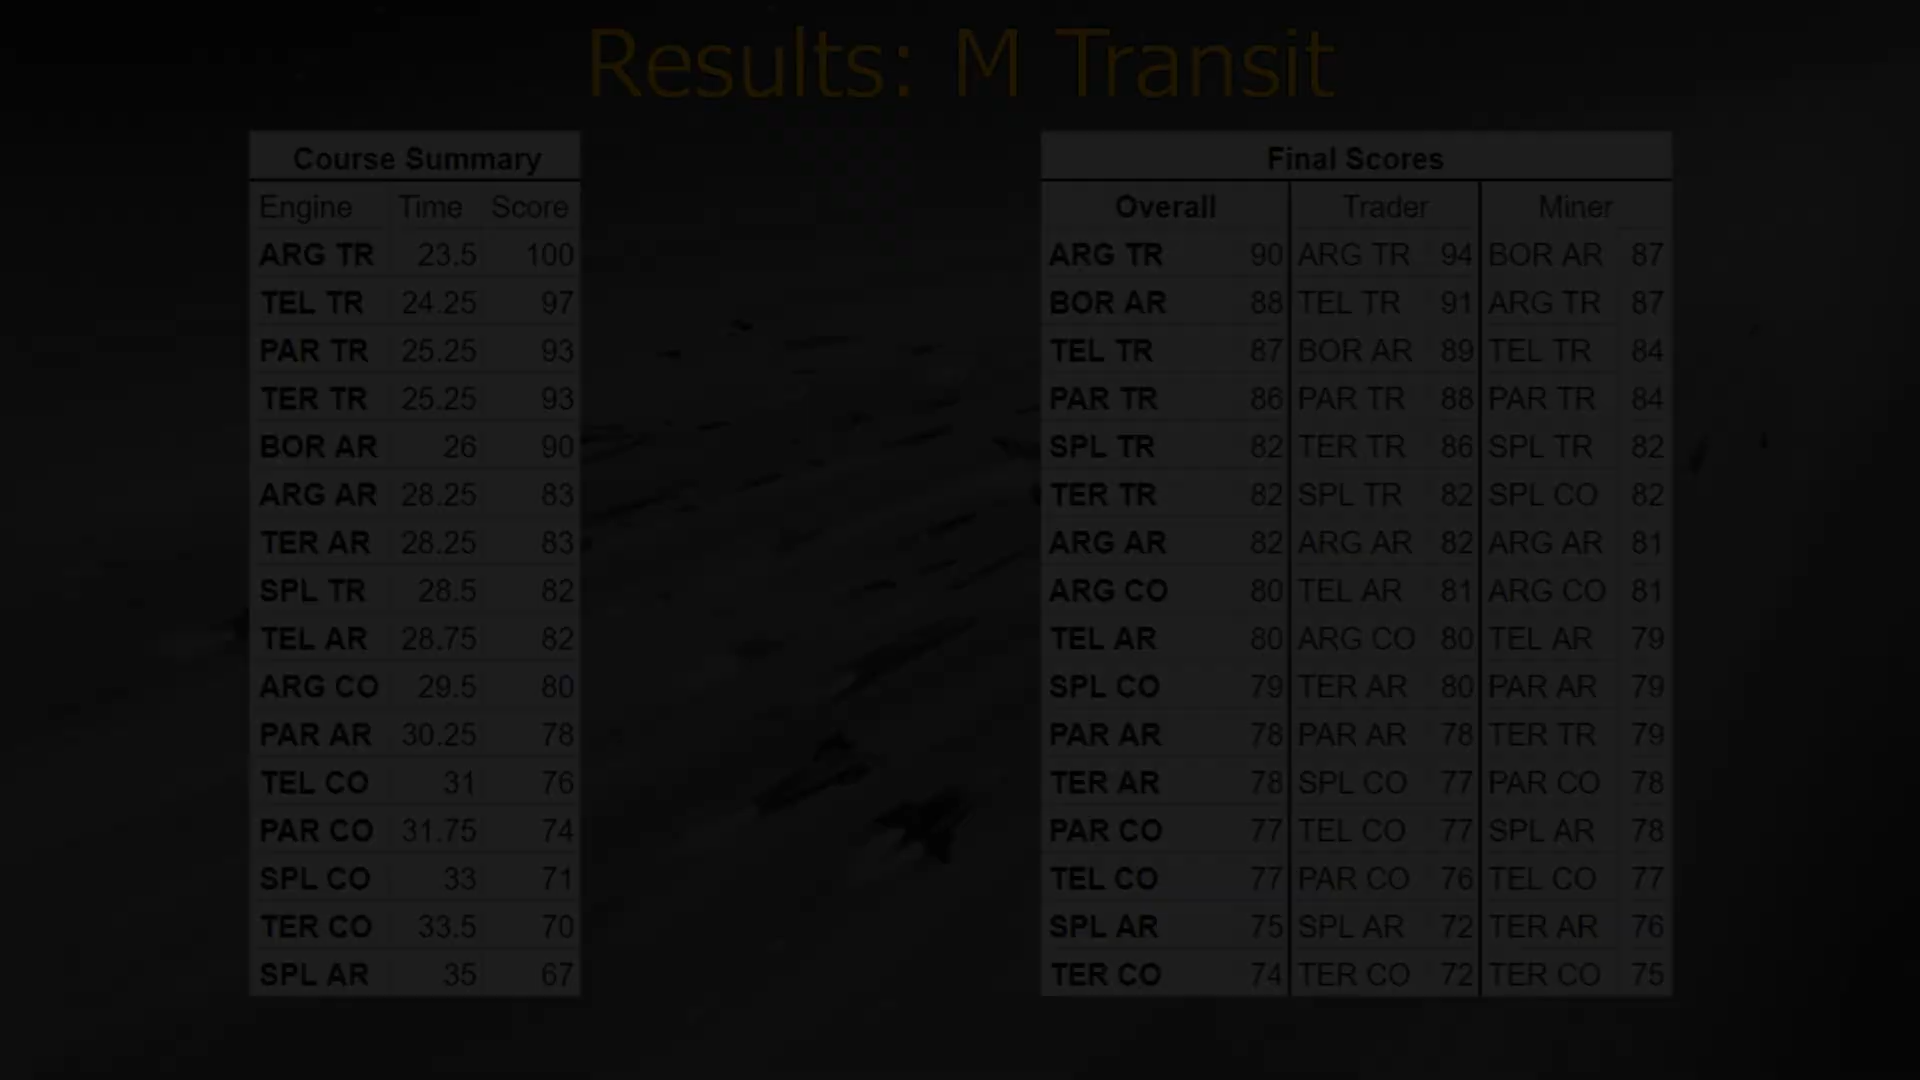 Results: M Transit
Course Summary
Engine Time Score
ARG TR 23.5 100
TEL TR 24.25 97
PAR TR 25.25 93
TER TR 25.25 93
BOR AR 26 90
ARG AR 28.25 83
TER AR 28.25 83
SPL TR 28.5 82
TEL AR 28.75 82
ARG CO 29.5 80
PAR AR 30.25 78
TEL CO 31 76
PAR CO 31.75 74
SPL CO 33 71
TER CO 33.5 70
SPL AR 35 67
Final Scores
Overall Trader Miner
ARG TR 90 ARG TR 94 BOR AR 87
BOR AR 88 TEL TR 91 ARG TR 87
TEL TR 87 BOR AR 89 TEL TR 84
PAR TR 86 PAR TR 88 PAR TR 84
SPL TR 82 TER TR 86 SPL TR 82
TER TR 82 SPL TR 82 SPL CO 82
ARG AR 82 ARG AR 82 ARG AR 81
ARG CO 80 TEL AR 81 ARG CO 81
TEL AR 80 ARG CO 80 TEL AR 79
SPL CO 79 TER AR 80 PAR AR 79
PAR AR 78 PAR AR 78 TER TR 79
TER AR 78 SPL CO 77 PAR CO 78
PAR CO 77 TEL CO 77 SPL AR 78
TEL CO 77 PAR CO 76 TEL CO 77
SPL AR 75 SPL AR 72 TER AR 76
TER CO 74 TER CO 72 TER CO 75